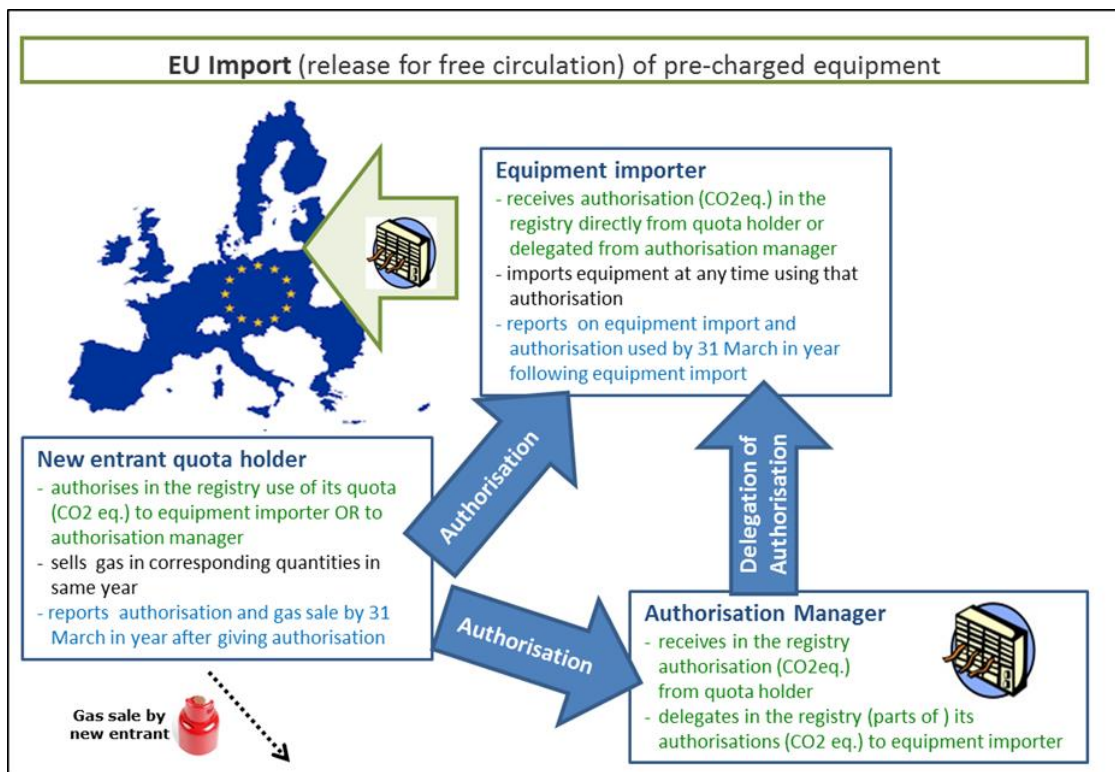 EU Import (release for free circulation) of pre-charged equipment
Equipment importer
- receives authorisation (CO2eq.) in the
registry directly from quota holder or
delegated from authorisation manager
- imports equipment at any time using that
authorisation
- reports on equipment import and
authorisation used by 31 March in year
following equipment import
New entrant quota holder
- authorises in the registry use of its quota
(CO2 eq.) to equipment importer OR to
authorisation manager
- sells gas in corresponding quantities in
same year
- reports authorisation and gas sale by 31
March in year after giving authorisation
Authorisation
Authorisation
Delegation of
Authorisation
Authorisation Manager
- receives in the registry
authorisation (CO2eq.)
from quota holder
- delegates in the registry (parts of ) its
authorisations (CO2 eq.) to equipment importer
Gas sale by
new entrant